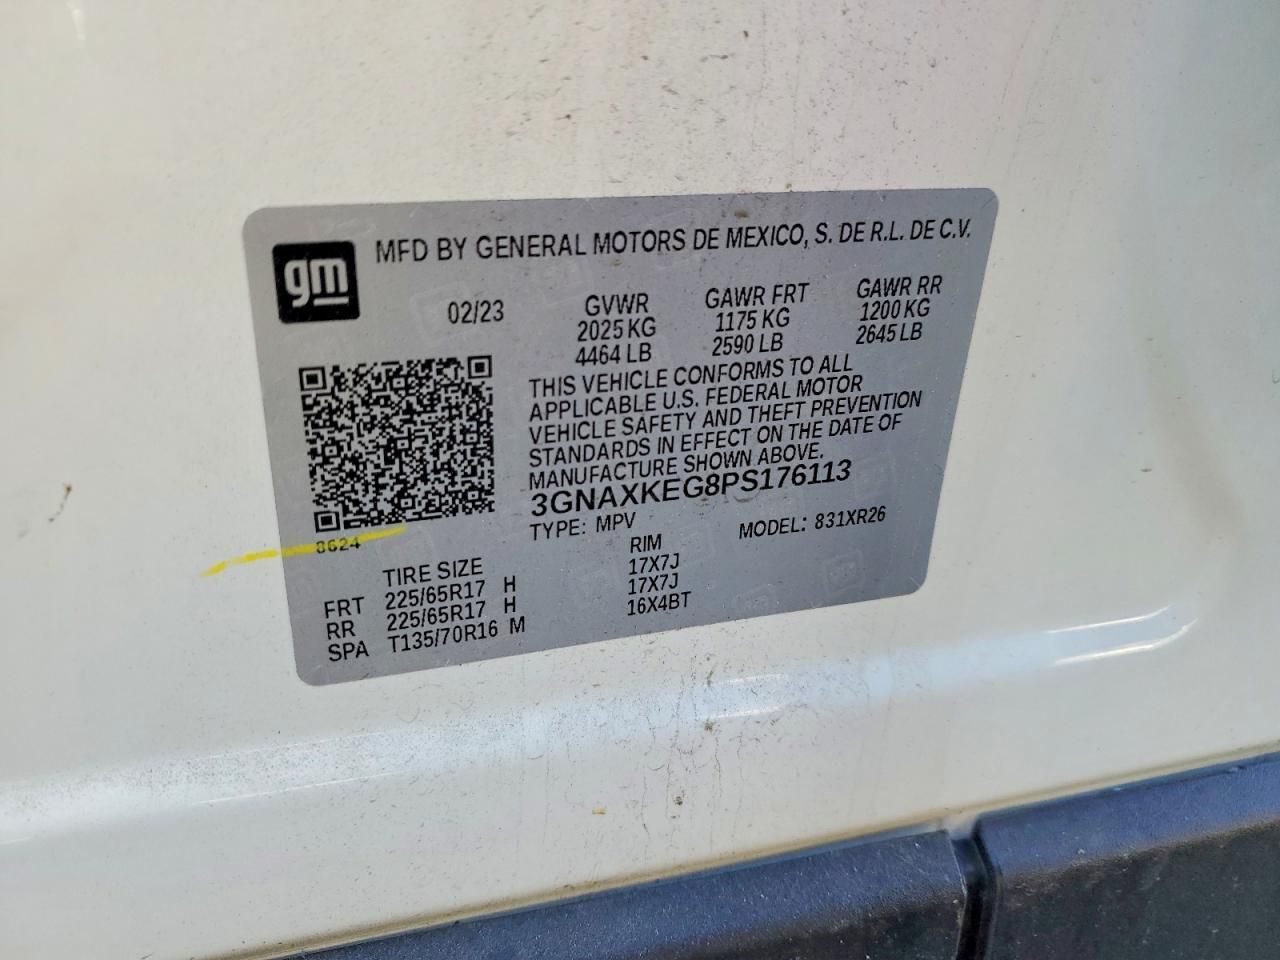 gm
MFD BY GENERAL MOTORS DE MEXICO, S. DE R.L. DE C.V.
02/23 GVWR GAWR FRT GAWR RR
2025 KG 1175 KG 1200 KG
4464 LB 2590 LB 2645 LB
THIS VEHICLE CONFORMS TO ALL
APPLICABLE U.S. FEDERAL MOTOR
VEHICLE SAFETY AND THEFT PREVENTION
STANDARDS IN EFFECT ON THE DATE OF
MANUFACTURE SHOWN ABOVE.
3GNAXKEG8PS176113
TYPE: MPV MODEL: 831XR26
8624
TIRE SIZE RIM
FRT 225/65R17 H 17X7J
RR 225/65R17 H 17X7J
SPA T135/70R16 M 16X4BT